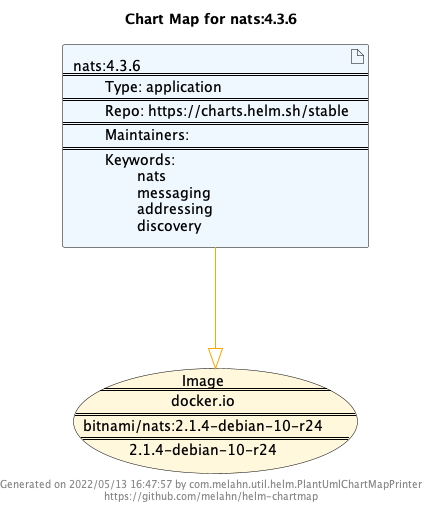 Chart Map for nats:4.3.6
nats:4.3.6
Type: application
Repo: https://charts.helm.sh/stable
Maintainers:
Keywords:
nats
messaging
addressing
discovery
Image
docker.io
bitnami/nats:2.1.4-debian-10-r24
2.1.4-debian-10-r24
Generated on 2022/05/13 16:47:57 by com.melahn.util.helm.PlantUmlChartMapPrinter
https://github.com/melahn/helm-chartmap